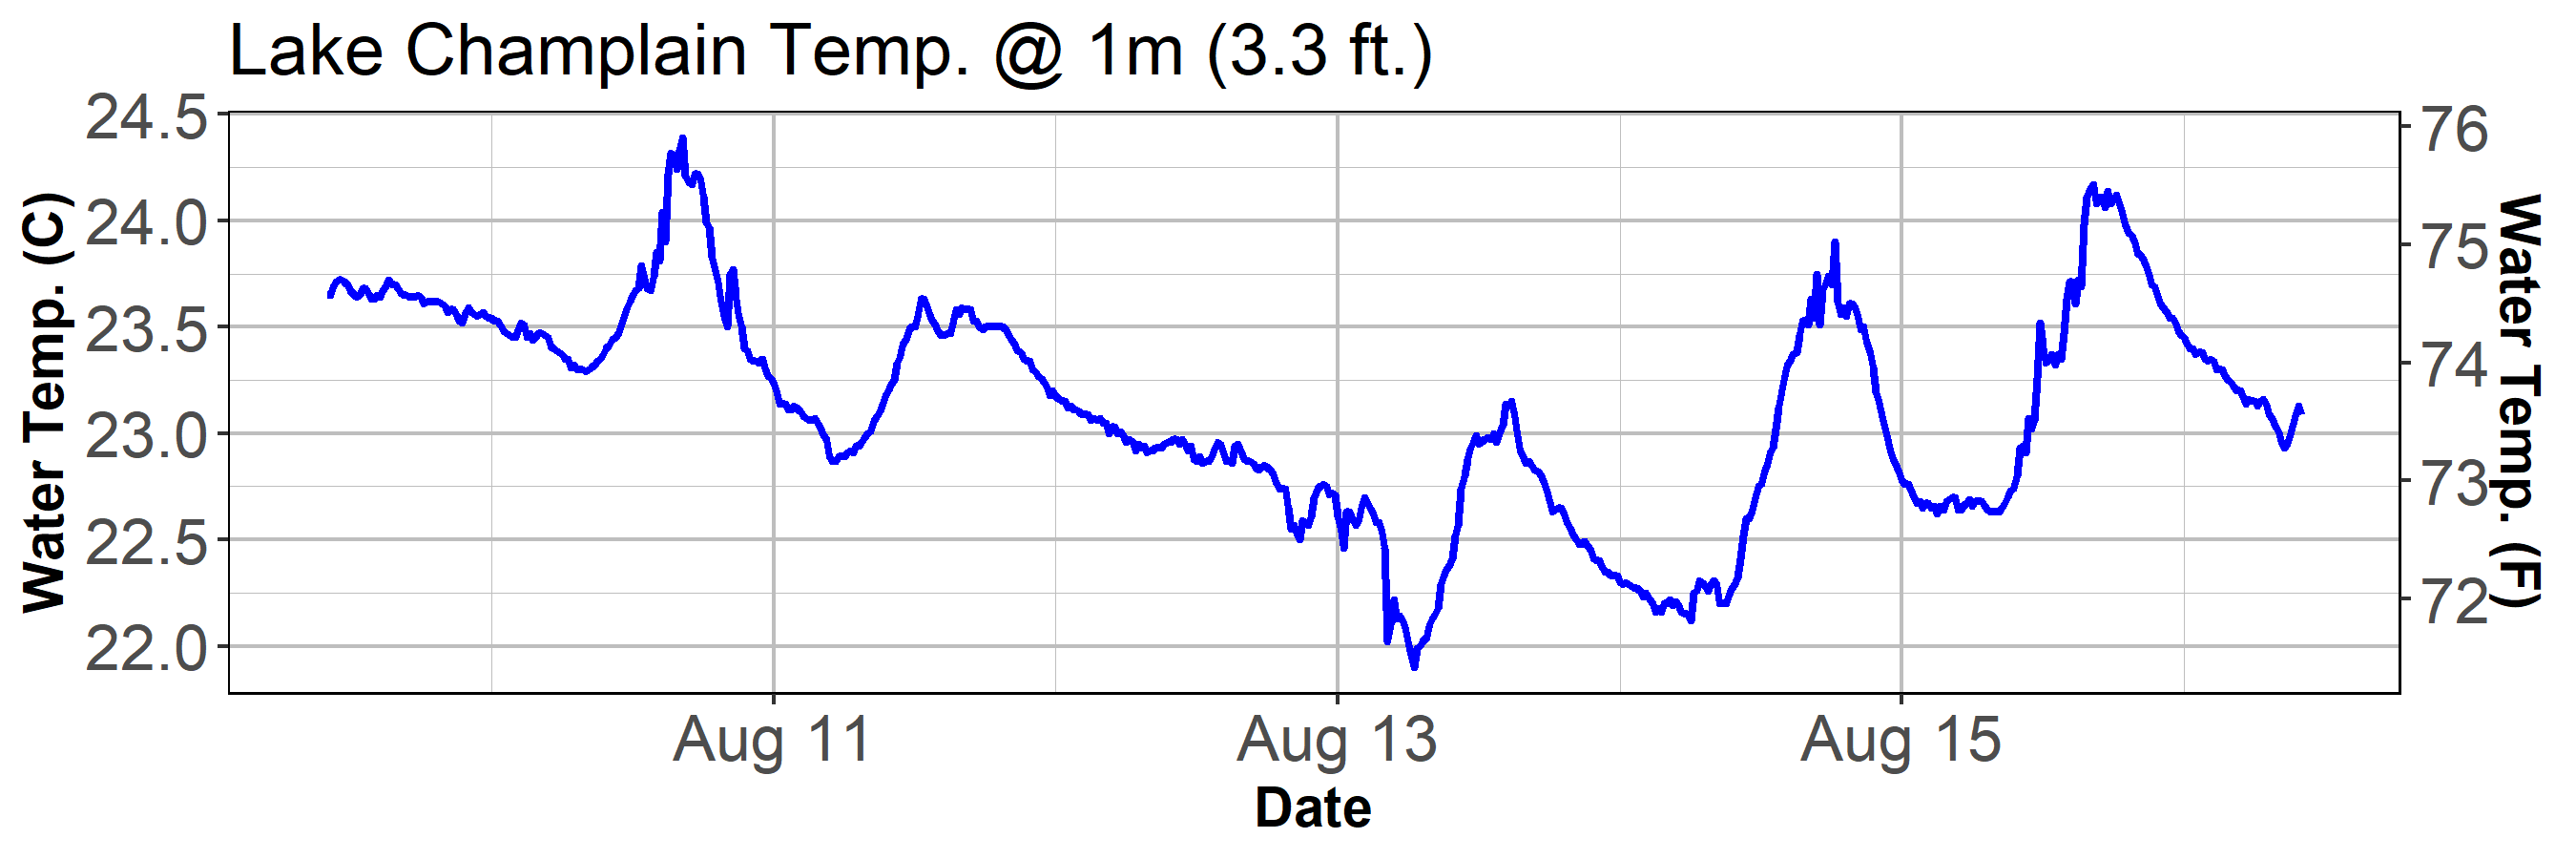 Lake Champlain Temp. @ 1m (3.3 ft.)
Water Temp. (C)
24.5
24.0
23.5
23.0
22.5
22.0
76
75
74
73
72
Water Temp. (F)
Aug 11
Aug 13
Aug 15
Date